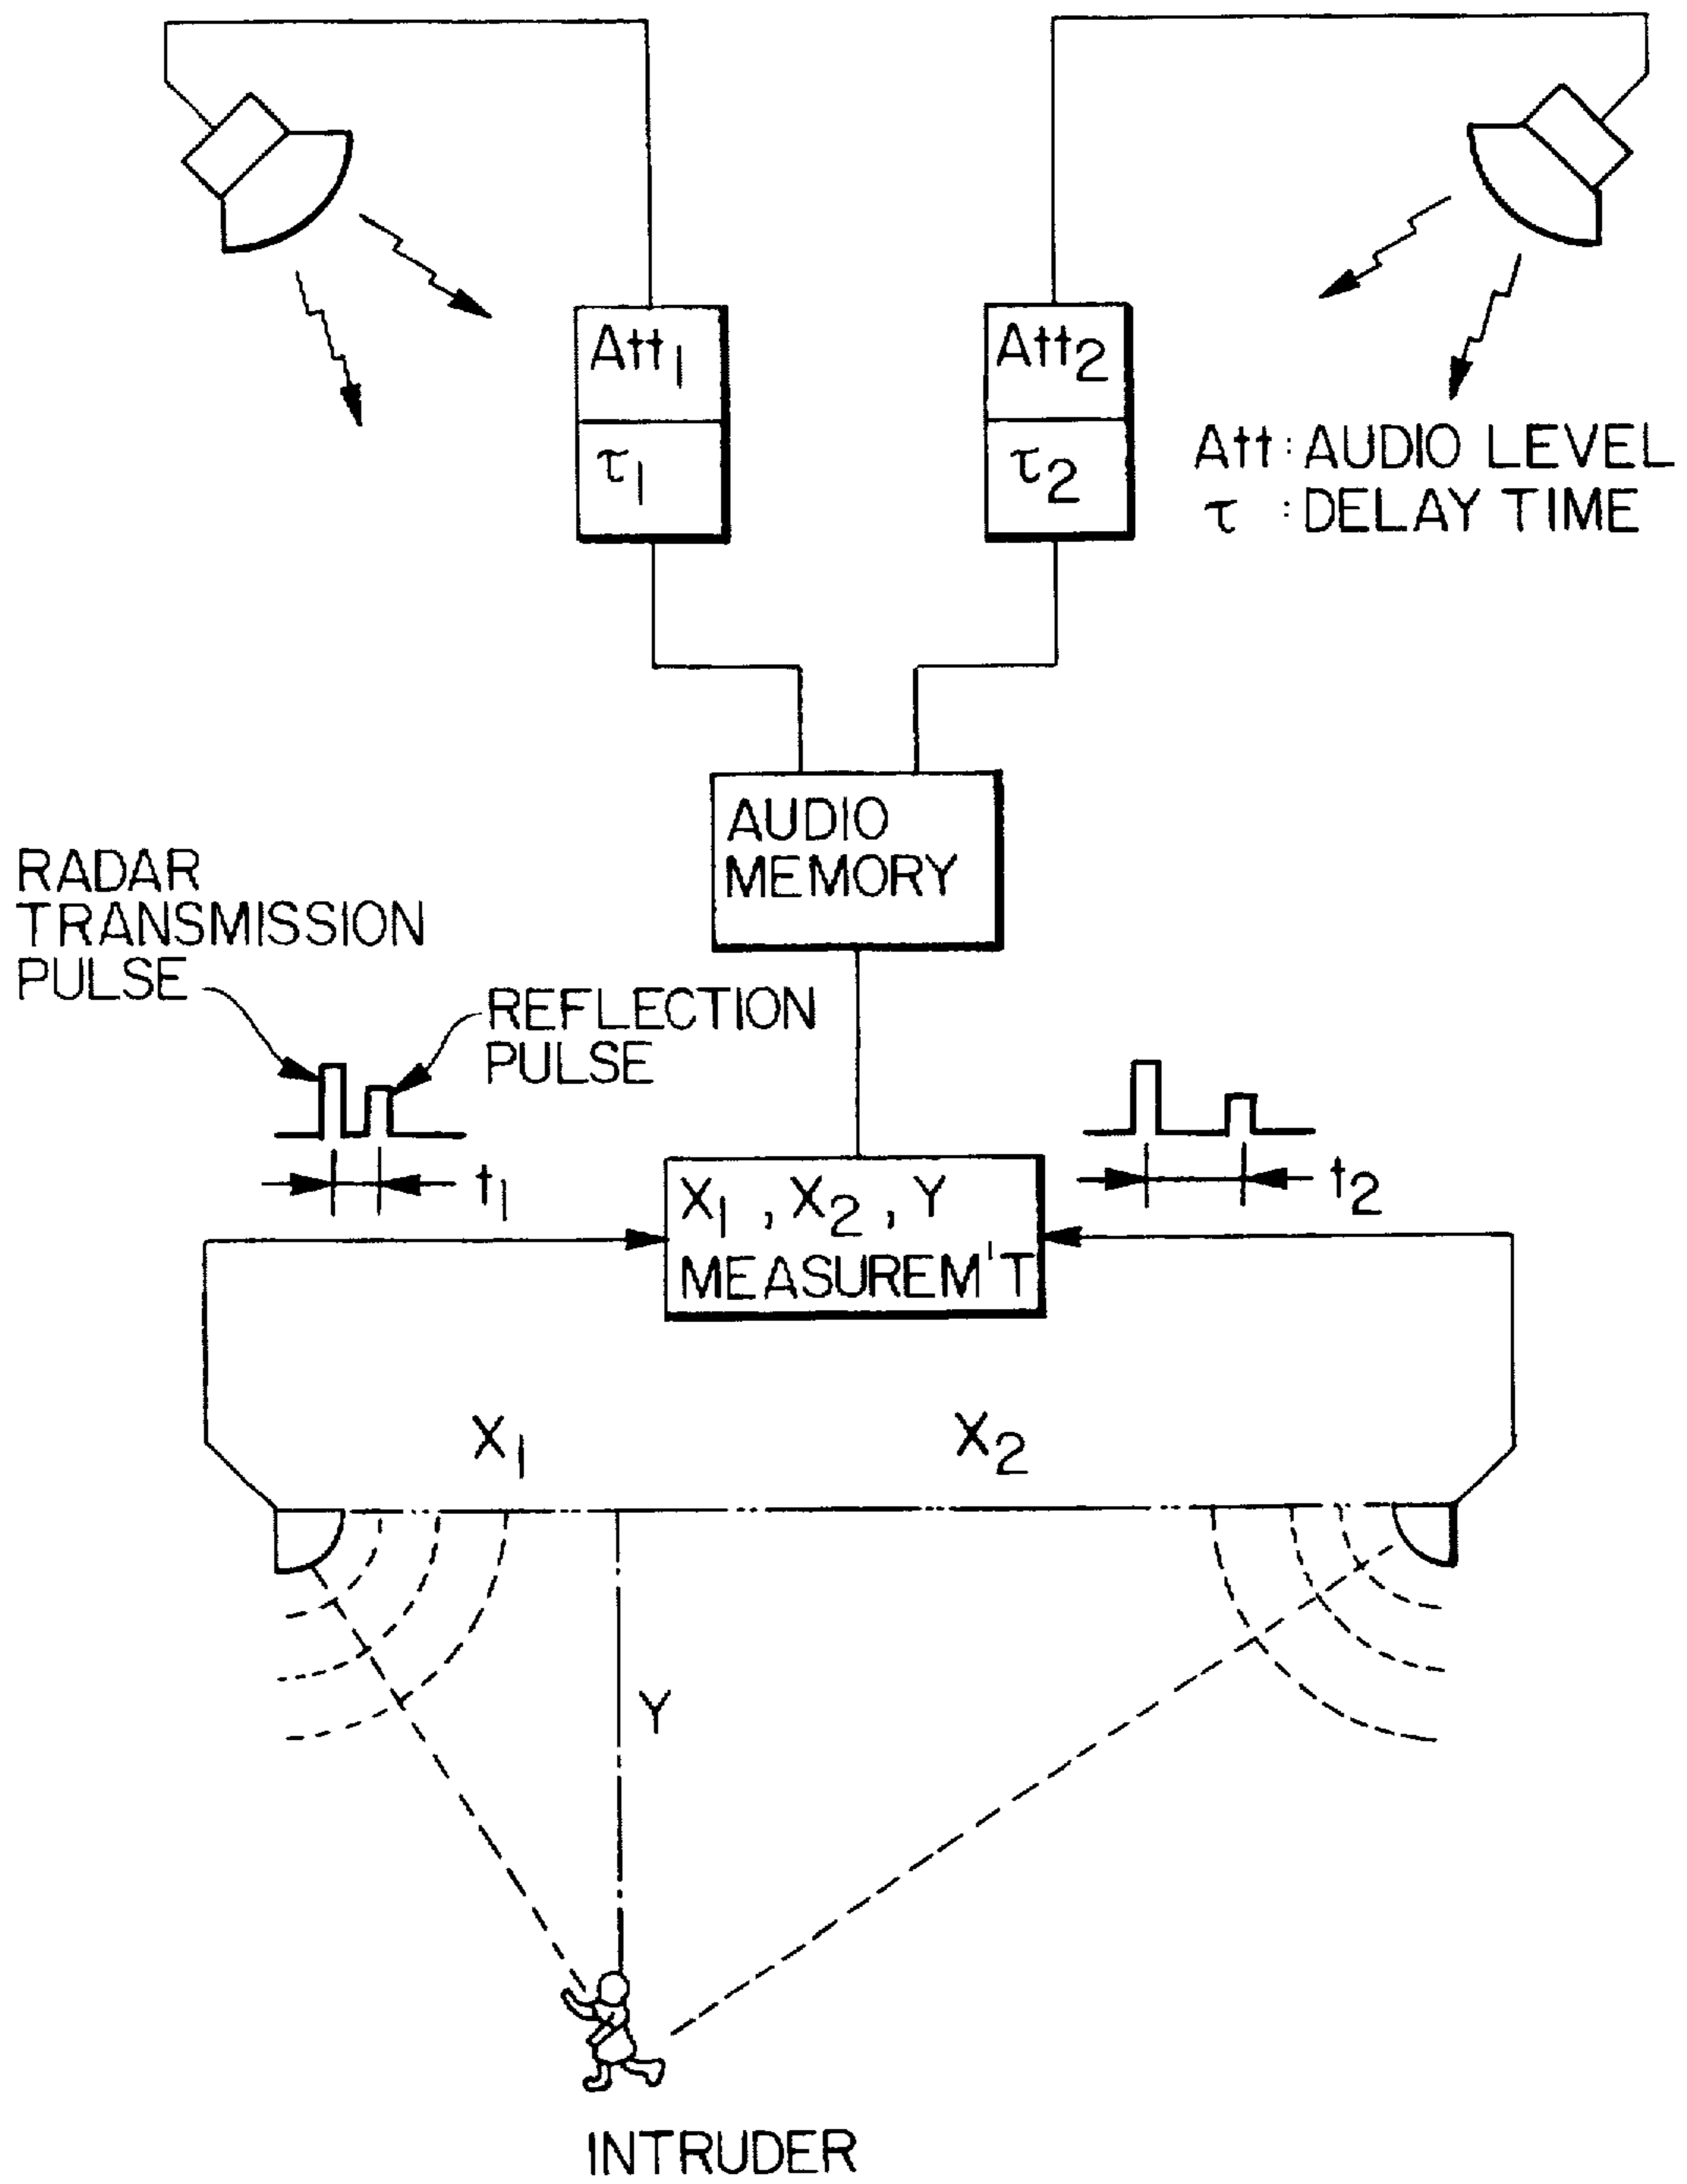 Att1
τ1
Att2
τ2
Att: AUDIO LEVEL
τ : DELAY TIME
AUDIO
MEMORY
RADAR
TRANSMISSION
PULSE
REFLECTION
PULSE
t1
t2
X1 , X2 , Y
MEASUREM'T
X1
X2
Y
INTRUDER